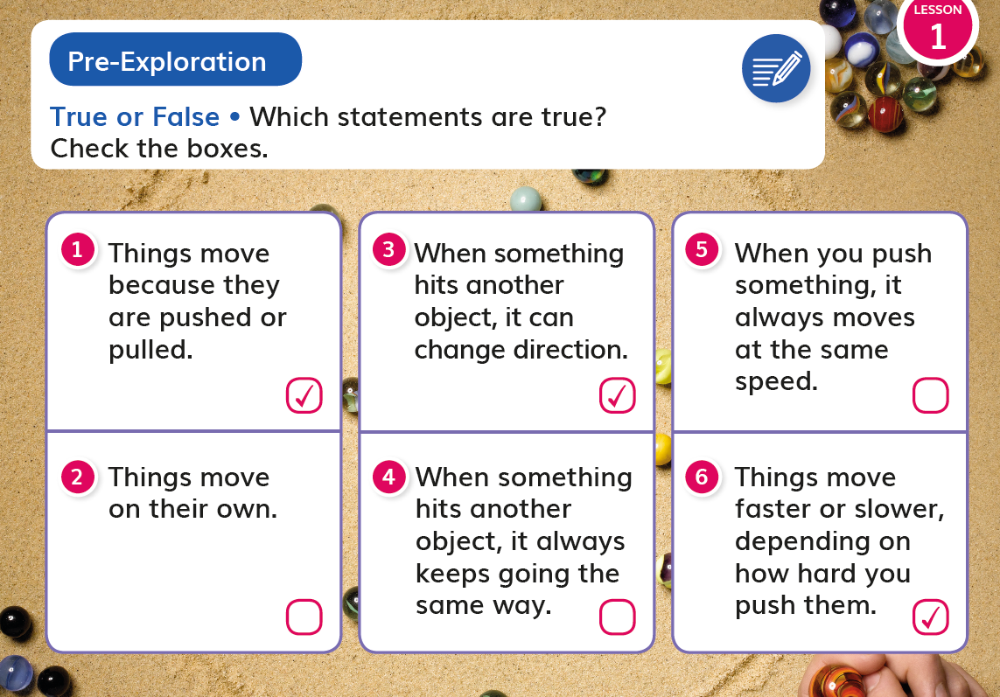 LESSON
1
Pre-Exploration
True or False • Which statements are true?
Check the boxes.
1 Things move
because they
are pushed or
pulled.
2 Things move
on their own.
3 When something
hits another
object, it can
change direction.
4 When something
hits another
object, it always
keeps going the
same way.
5 When you push
something, it
always moves
at the same
speed.
6 Things move
faster or slower,
depending on
how hard you
push them.